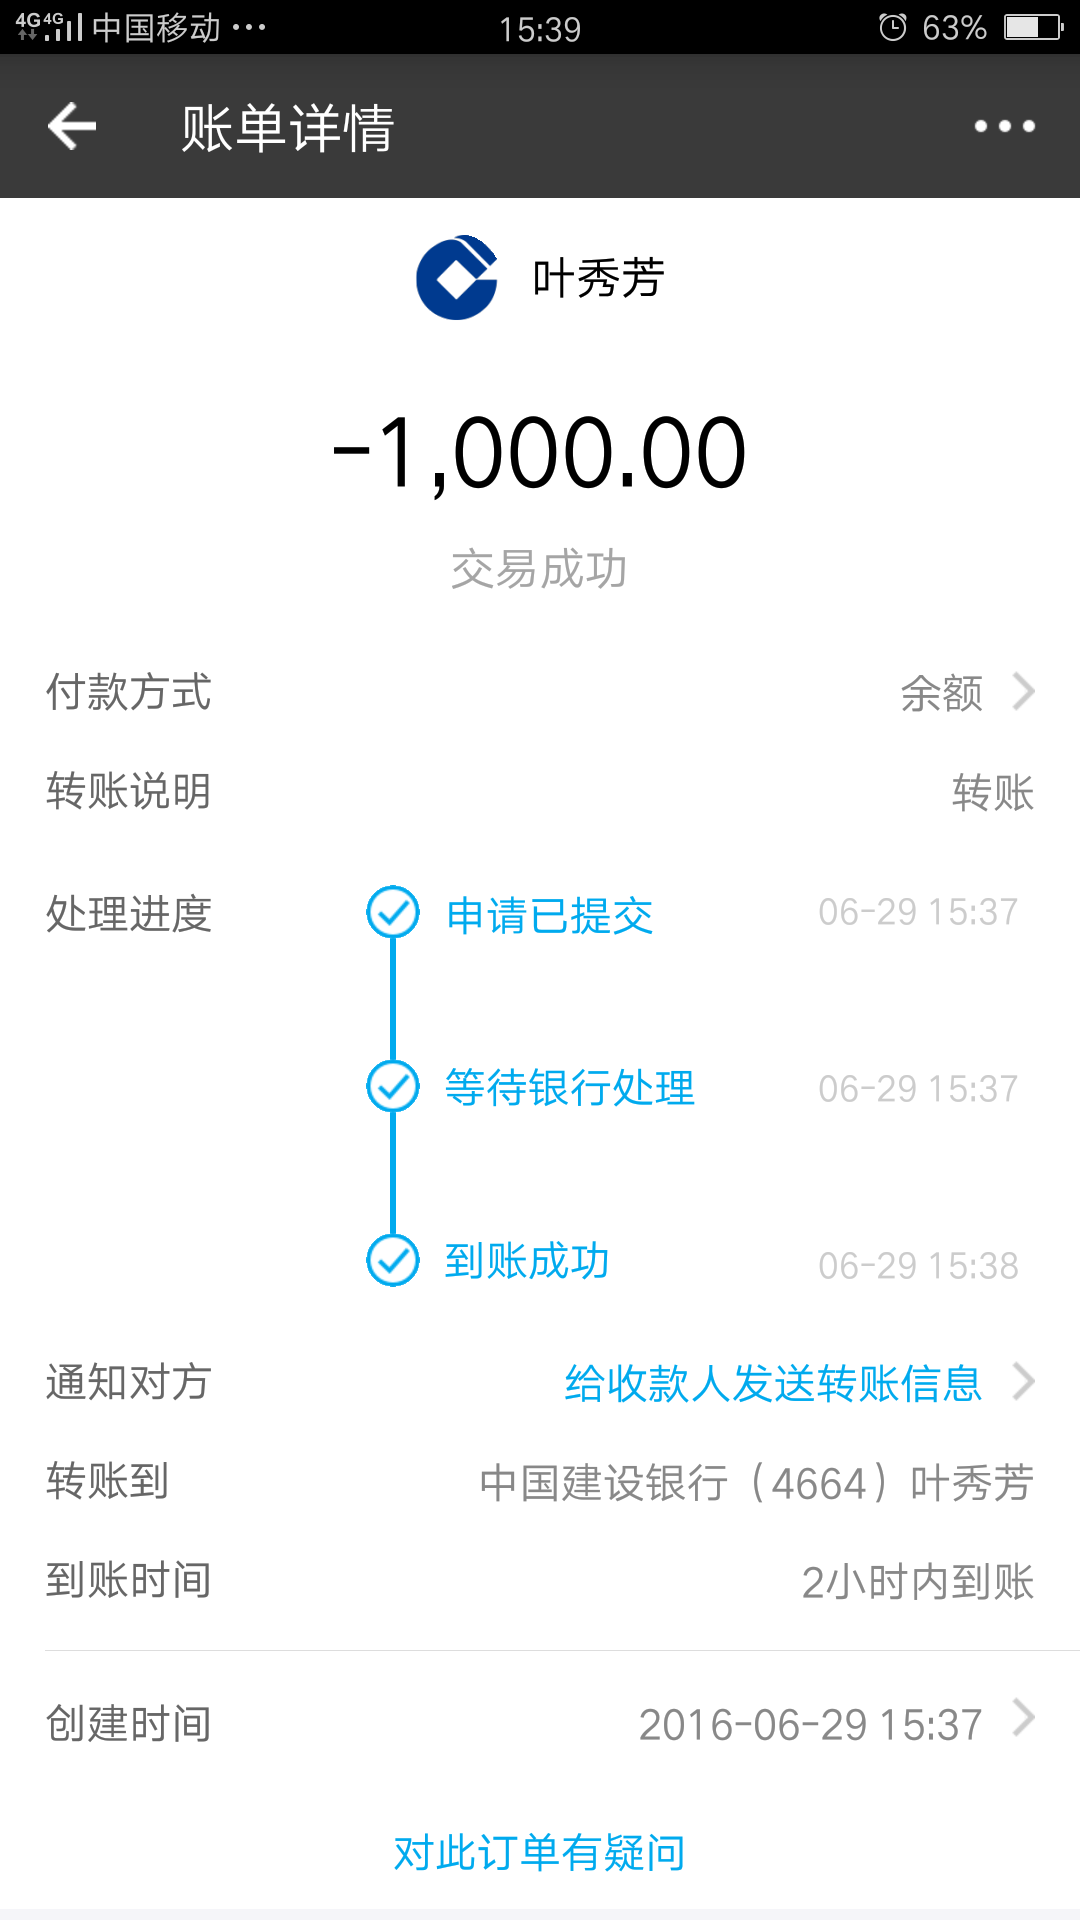 4G 4G 中国移动 ··· 15:39 63%
账单详情
叶秀芳
-1,000.00
交易成功
付款方式 余额
转账说明 转账
处理进度 申请已提交 06-29 15:37
等待银行处理 06-29 15:37
到账成功 06-29 15:38
通知对方 给收款人发送转账信息
转账到 中国建设银行（4664）叶秀芳
到账时间 2小时内到账
创建时间 2016-06-29 15:37
对此订单有疑问